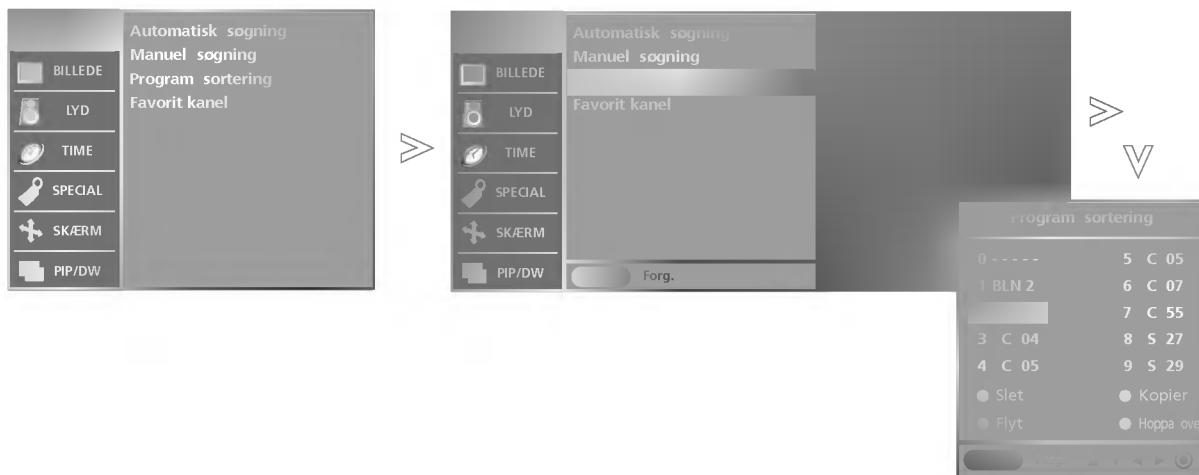 Automatisk søgning
Manuel søgning
Program sortering
Favorit kanel
BILLEDE
LYD
TIME
SPECIAL
SKÆRM
PIP/DW
Automatisk søgning
Manuel søgning
Favorit kanel
BILLEDE
LYD
TIME
SPECIAL
SKÆRM
PIP/DW
Forg.
Program sortering
0 - - - - -
1 BLN 2
3 C 04
4 C 05
5 C 05
6 C 07
7 C 55
8 S 27
9 S 29
Slet
Kopier
Flyt
Hoppa ove